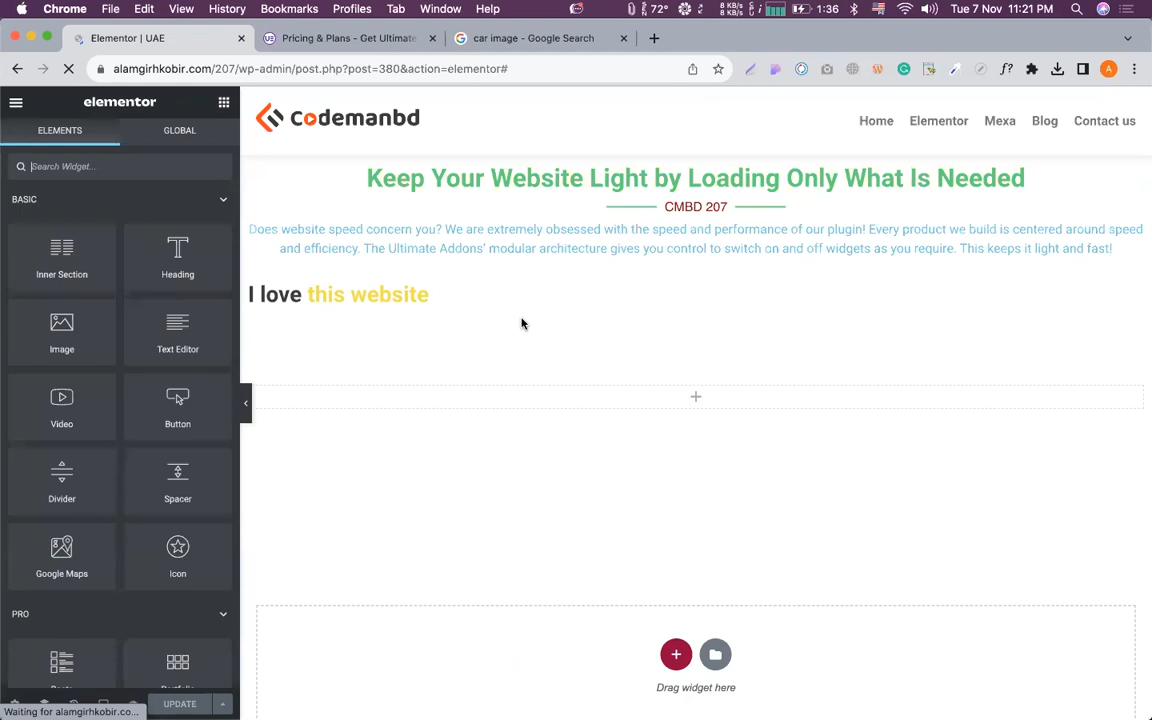 Chrome File Edit View History Bookmarks Profiles Tab Window Help 72° 8 KB/s 8 KB/s 1:36 Tue 7 Nov 11:21 PM
Elementor | UAE
Pricing & Plans - Get Ultimate
car image - Google Search
alamgirhkobir.com/207/wp-admin/post.php?post=380&action=elementor#
f?
A
elementor
ELEMENTS GLOBAL
Search Widget...
BASIC
Inner Section Heading
Image Text Editor
Video Button
Divider Spacer
Google Maps Icon
PRO
UPDATE
Waiting for alamgirhkobir.co...
codemanbd
Home Elementor Mexa Blog Contact us
Keep Your Website Light by Loading Only What Is Needed
CMBD 207
Does website speed concern you? We are extremely obsessed with the speed and performance of our plugin! Every product we build is centered around speed
and efficiency. The Ultimate Addons’ modular architecture gives you control to switch on and off widgets as you require. This keeps it light and fast!
I love this website
Drag widget here